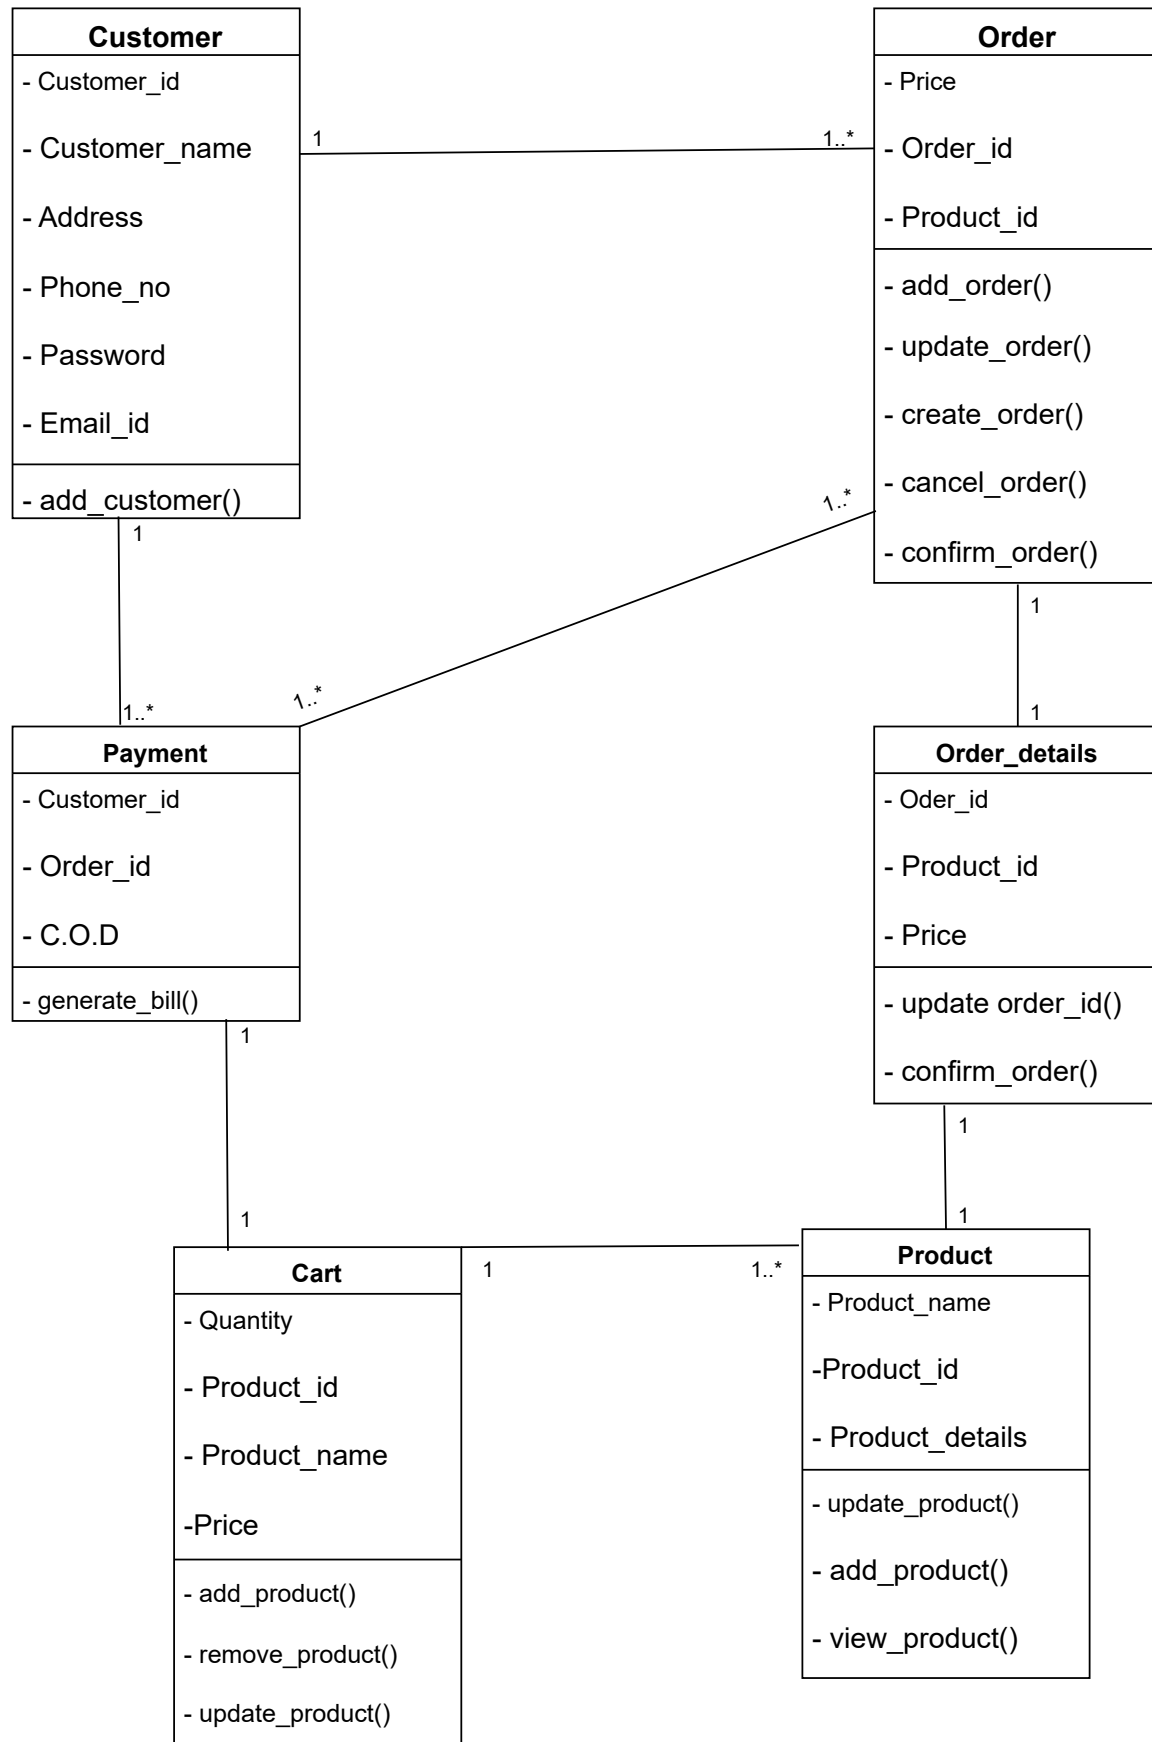 Customer
- Customer_id
- Customer_name
- Address
- Phone_no
- Password
- Email_id
- add_customer()
1
1..*
Order
- Price
- Order_id
- Product_id
- add_order()
- update_order()
- create_order()
- cancel_order()
- confirm_order()
1
1..*
1..*
1..*
1
1
Payment
- Customer_id
- Order_id
- C.O.D
- generate_bill()
Order_details
- Oder_id
- Product_id
- Price
- update order_id()
- confirm_order()
1
1
1
1
Cart
- Quantity
- Product_id
- Product_name
-Price
- add_product()
- remove_product()
- update_product()
1
1..*
Product
- Product_name
-Product_id
- Product_details
- update_product()
- add_product()
- view_product()